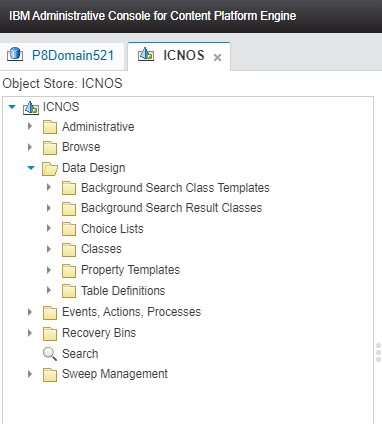 IBM Administrative Console for Content Platform Engine
P8Domain521
ICNOS
Object Store: ICNOS
ICNOS
Administrative
Browse
Data Design
Background Search Class Templates
Background Search Result Classes
Choice Lists
Classes
Property Templates
Table Definitions
Events, Actions, Processes
Recovery Bins
Search
Sweep Management